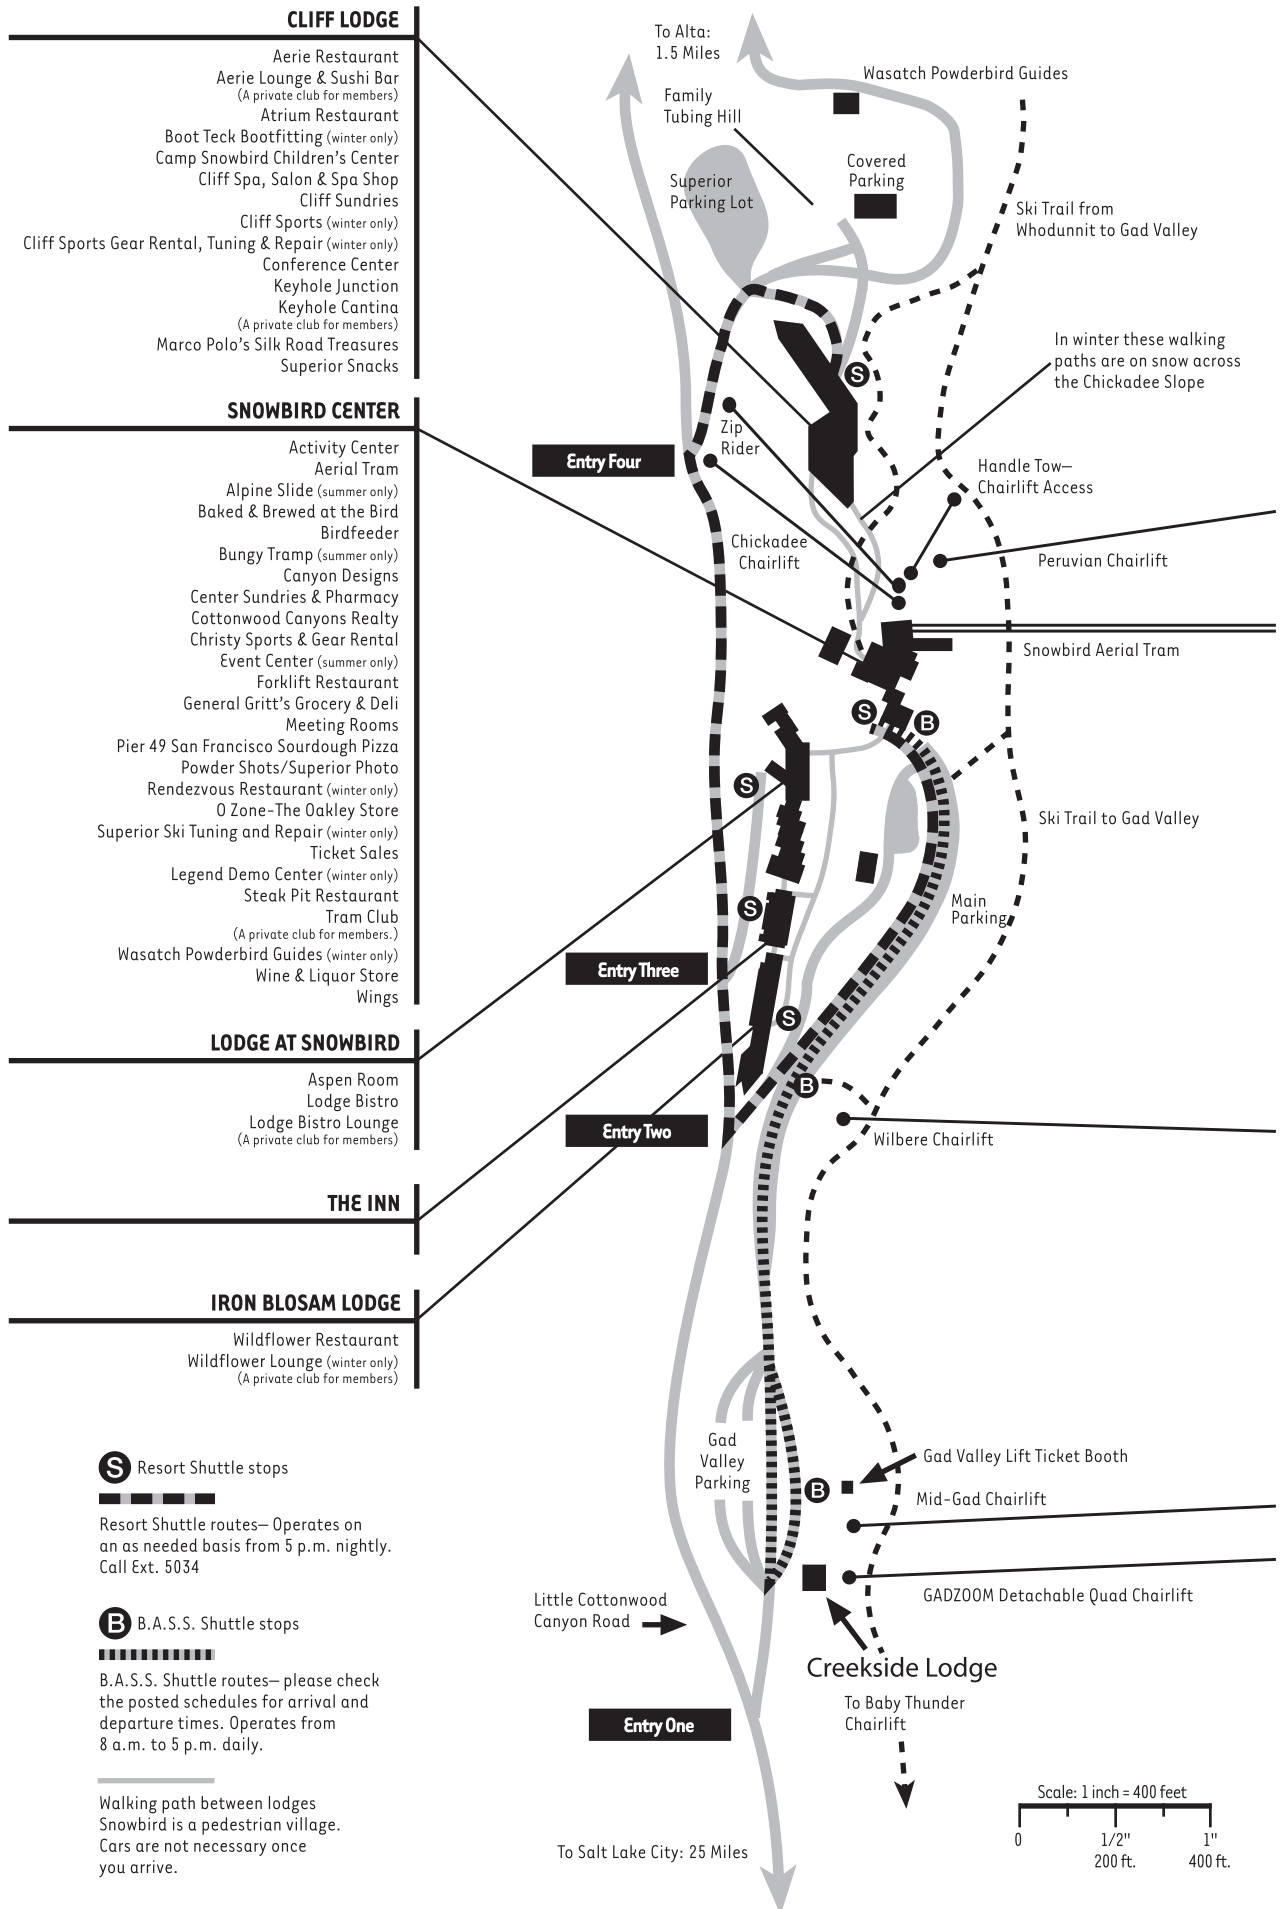 CLIFF LODGE
Aerie Restaurant
Aerie Lounge & Sushi Bar
(A private club for members)
Atrium Restaurant
Boot Teck Bootfitting (winter only)
Camp Snowbird Children's Center
Cliff Spa, Salon & Spa Shop
Cliff Sundries
Cliff Sports (winter only)
Cliff Sports Gear Rental, Tuning & Repair (winter only)
Conference Center
Keyhole Junction
Keyhole Cantina
(A private club for members)
Marco Polo's Silk Road Treasures
Superior Snacks
SNOWBIRD CENTER
Activity Center
Aerial Tram
Alpine Slide (summer only)
Baked & Brewed at the Bird
Birdfeeder
Bungy Tramp (summer only)
Canyon Designs
Center Sundries & Pharmacy
Cottonwood Canyons Realty
Christy Sports & Gear Rental
Event Center (summer only)
Forklift Restaurant
General Gritt's Grocery & Deli
Meeting Rooms
Pier 49 San Francisco Sourdough Pizza
Powder Shots/Superior Photo
Rendezvous Restaurant (winter only)
O Zone–The Oakley Store
Superior Ski Tuning and Repair (winter only)
Ticket Sales
Legend Demo Center (winter only)
Steak Pit Restaurant
Tram Club
(A private club for members.)
Wasatch Powderbird Guides (winter only)
Wine & Liquor Store
Wings
LODGE AT SNOWBIRD
Aspen Room
Lodge Bistro
Lodge Bistro Lounge
(A private club for members)
THE INN
IRON BLOSAM LODGE
Wildflower Restaurant
Wildflower Lounge (winter only)
(A private club for members)
S Resort Shuttle stops
Resort Shuttle routes— Operates on
an as needed basis from 5 p.m. nightly.
Call Ext. 5034
B B.A.S.S. Shuttle stops
B.A.S.S. Shuttle routes— please check
the posted schedules for arrival and
departure times. Operates from
8 a.m. to 5 p.m. daily.
Walking path between lodges
Snowbird is a pedestrian village.
Cars are not necessary once
you arrive.
To Alta:
1.5 Miles
Wasatch Powderbird Guides
Family
Tubing Hill
Covered
Parking
Superior
Parking Lot
Ski Trail from
Whodunnit to Gad Valley
In winter these walking
paths are on snow across
the Chickadee Slope
S
Zip
Rider
Entry Four
Handle Tow—
Chairlift Access
Chickadee
Chairlift
Peruvian Chairlift
Snowbird Aerial Tram
S
B
S
Ski Trail to Gad Valley
Main
Parking
S
Entry Three
S
B
Entry Two
Wilbere Chairlift
Gad
Valley
Parking
Gad Valley Lift Ticket Booth
B
Mid-Gad Chairlift
GADZOOM Detachable Quad Chairlift
Little Cottonwood
Canyon Road
Creekside Lodge
To Baby Thunder
Chairlift
Entry One
Scale: 1 inch = 400 feet
0
1/2"
1"
200 ft.
400 ft.
To Salt Lake City: 25 Miles